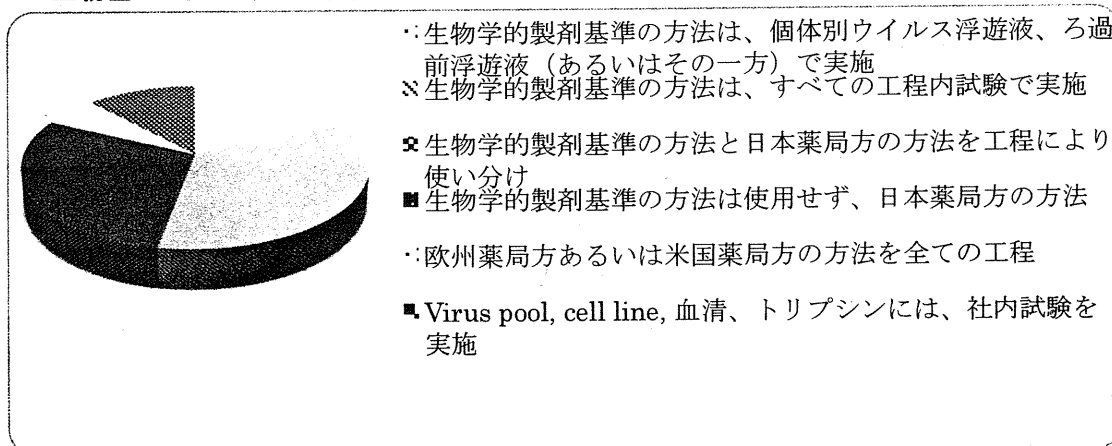 生物学的製剤基準の方法は、個体別ウイルス浮遊液、ろ過
前浮遊液（あるいはその一方）で実施
生物学的製剤基準の方法は、すべての工程内試験で実施
生物学的製剤基準の方法と日本薬局方の方法を工程により
使い分け
生物学的製剤基準の方法は使用せず、日本薬局方の方法
欧州薬局方あるいは米国薬局方の方法を全ての工程
Virus pool, cell line, 血清、トリプシンには、社内試験を
実施